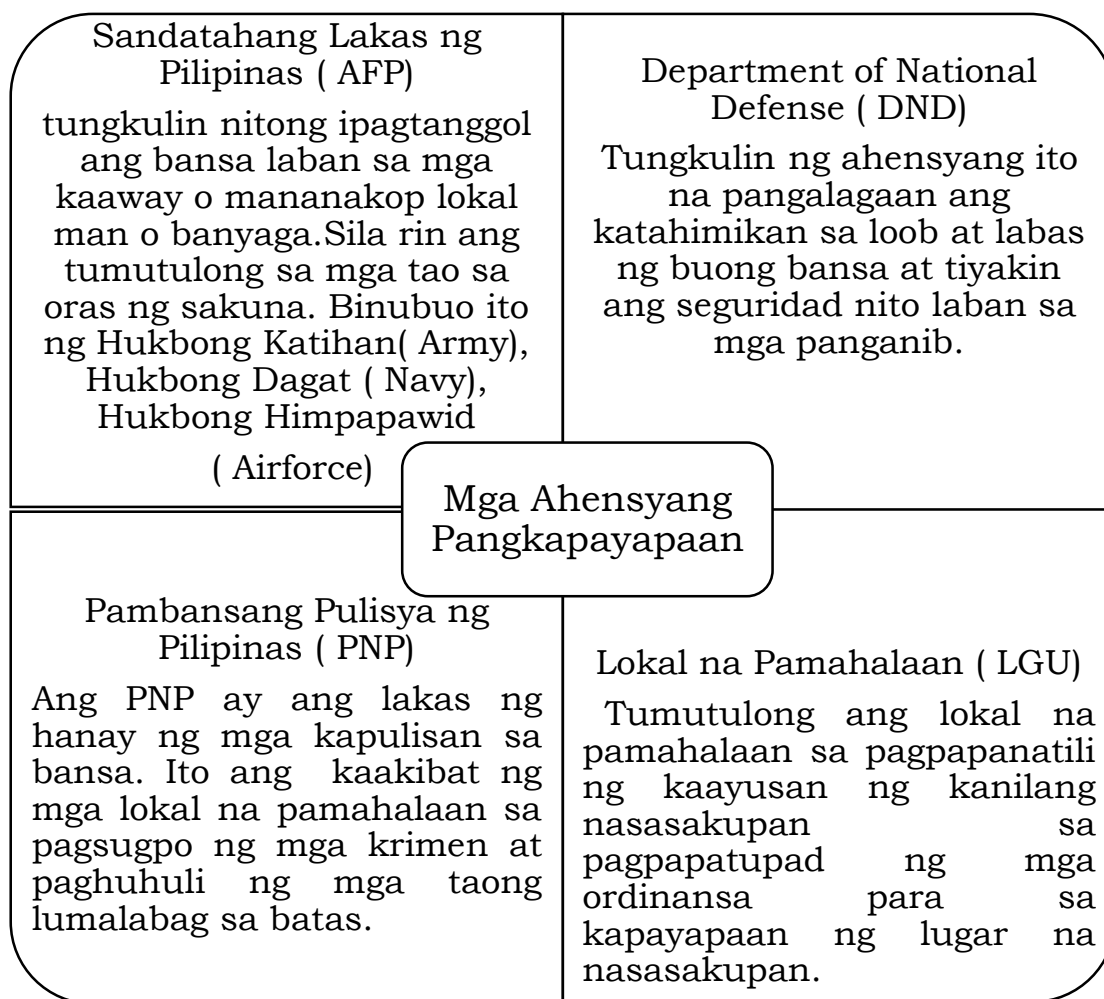 Sandatahang Lakas ng
Pilipinas ( AFP)
tungkulin nitong ipagtanggol
ang bansa laban sa mga
kaaway o mananakop lokal
man o banyaga.Sila rin ang
tumutulong sa mga tao sa
oras ng sakuna. Binubuo ito
ng Hukbong Katihan( Army),
Hukbong Dagat ( Navy),
Hukbong Himpapawid
( Airforce)
Department of National
Defense ( DND)
Tungkulin ng ahensyang ito
na pangalagaan ang
katahimikan sa loob at labas
ng buong bansa at tiyakin
ang seguridad nito laban sa
mga panganib.
Mga Ahensyang
Pangkapayapaan
Pambansang Pulisya ng
Pilipinas ( PNP)
Ang PNP ay ang lakas ng
hanay ng mga kapulisan sa
bansa. Ito ang kaakibat ng
mga lokal na pamahalaan sa
pagsugpo ng mga krimen at
paghuhuli ng mga taong
lumalabag sa batas.
Lokal na Pamahalaan ( LGU)
Tumutulong ang lokal na
pamahalaan sa pagpapanatili
ng kaayusan ng kanilang
nasasakupan sa
pagpapatupad ng mga
ordinansa para sa
kapayapaan ng lugar na
nasasakupan.